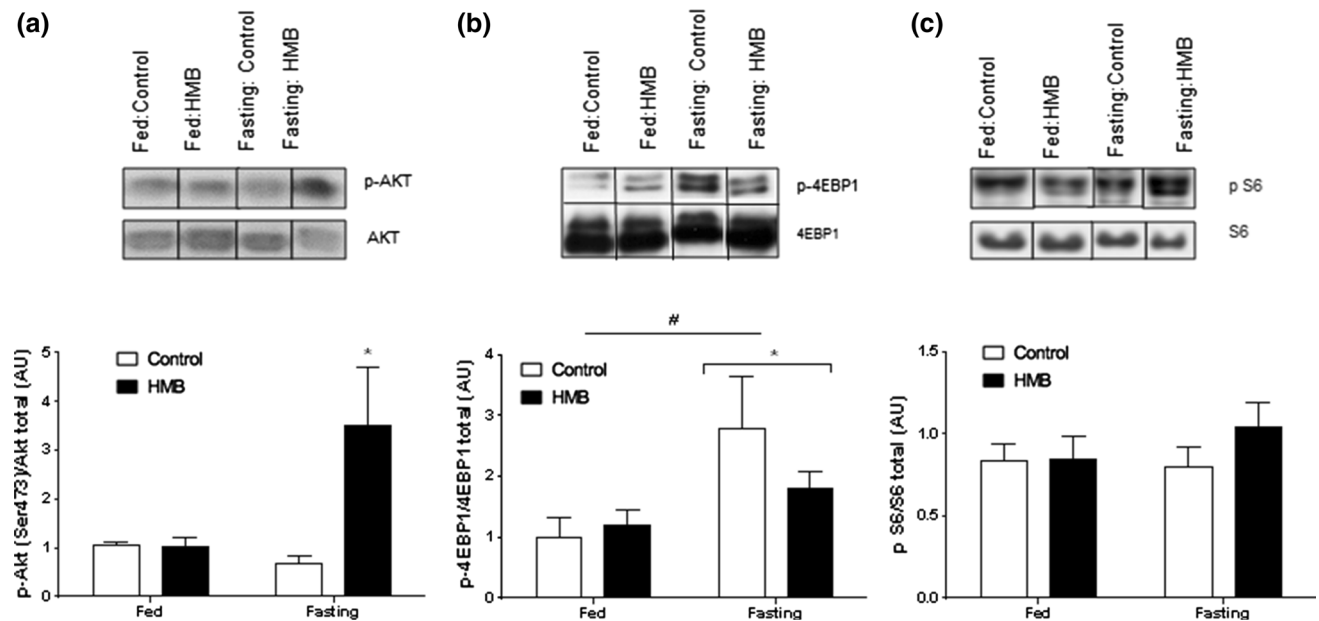 (a)
Fed:Control
Fed:HMB
Fasting: Control
Fasting: HMB
p-AKT
AKT
p-Akt (Ser473)/Akt total (AU)
5
4
3
2
1
0
Control
HMB
*
Fed
Fasting
(b)
Fed:Control
Fed:HMB
Fasting:Control
Fasting: HMB
p-4EBP1
4EBP1
#
p-4EBP1/4EBP1 total (AU)
4
3
2
1
0
Control
HMB
*
Fed
Fasting
(c)
Fed:Control
Fed:HMB
Fasting:Control
Fasting:HMB
p S6
S6
p S6/S6 total (AU)
1.5
1.0
0.5
0.0
Control
HMB
Fed
Fasting